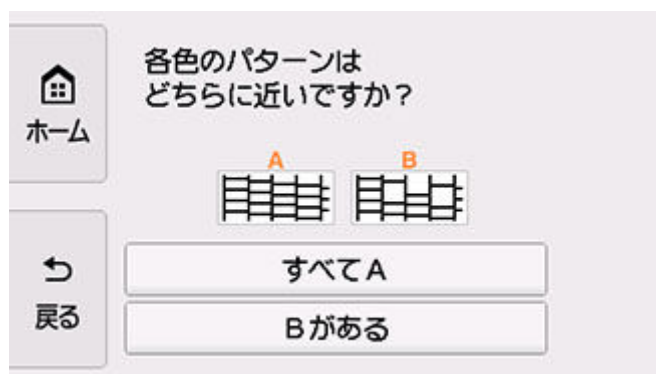 各色のパターンは
どちらに近いですか？
ホーム
A
B
すべてA
戻る
Bがある